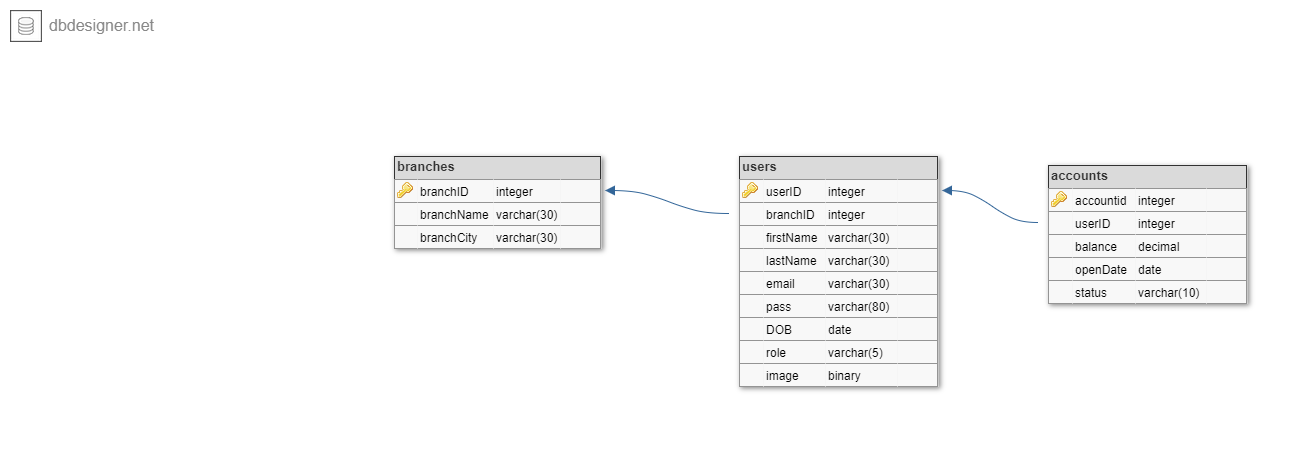 dbdesigner.net
branches
branchID integer
branchName varchar(30)
branchCity varchar(30)
users
userID integer
branchID integer
firstName varchar(30)
lastName varchar(30)
email varchar(30)
pass varchar(80)
DOB date
role varchar(5)
image binary
accounts
accountid integer
userID integer
balance decimal
openDate date
status varchar(10)